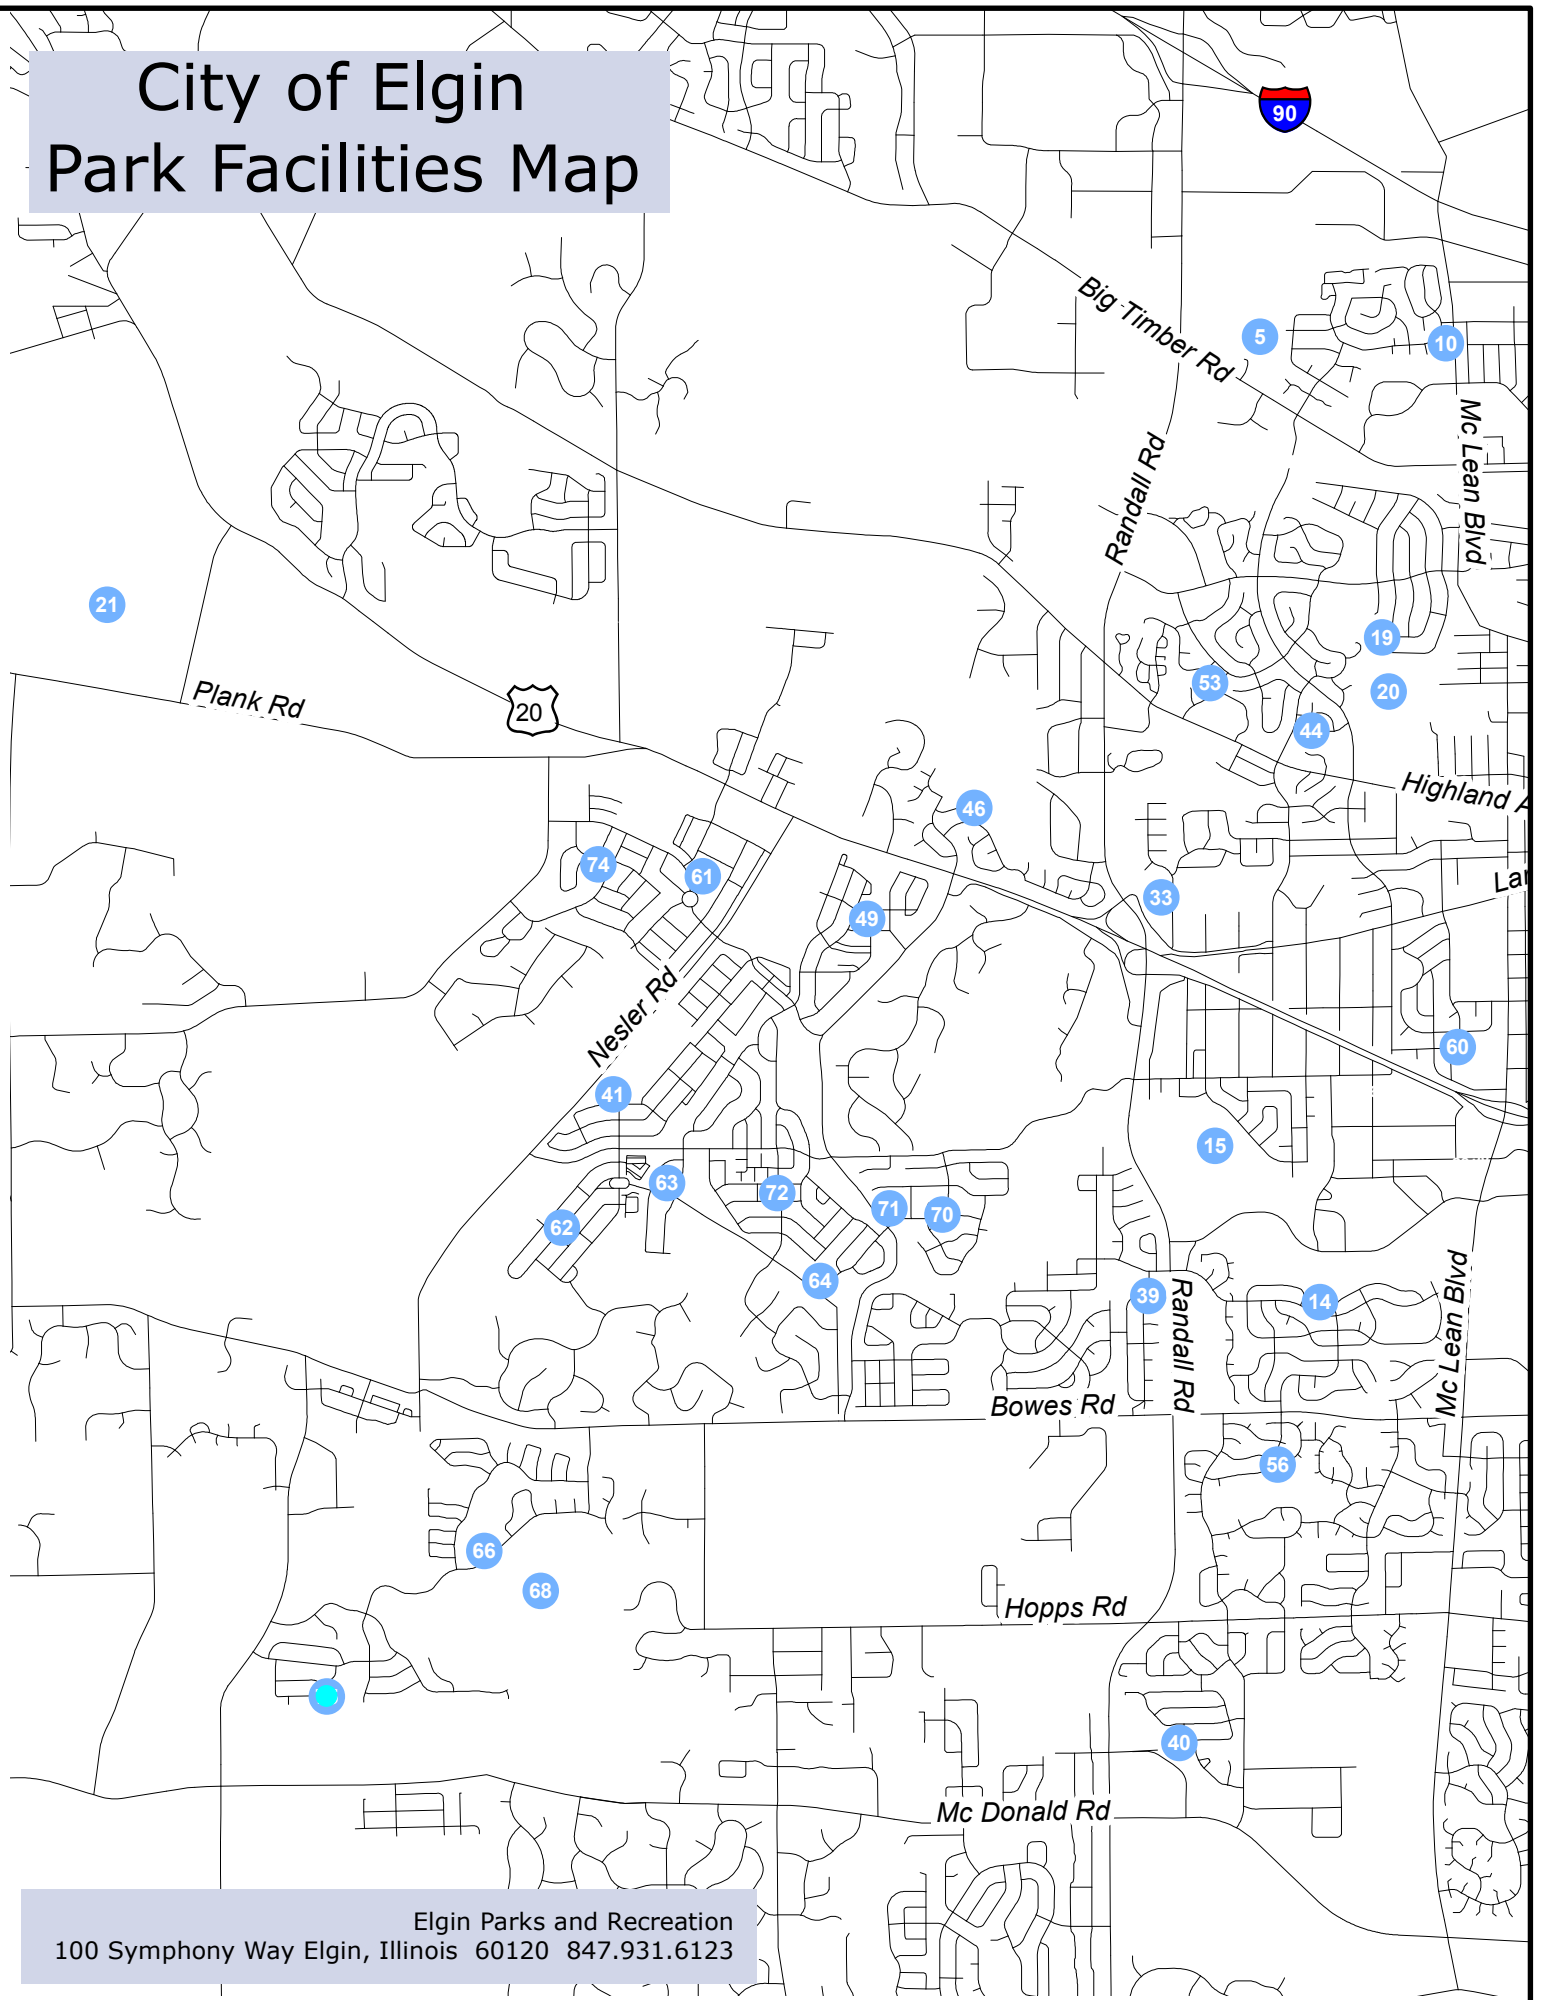 City of Elgin
Park Facilities Map
90
Big Timber Rd
5
10
Mc Lean Blvd
Randall Rd
21
19
53
20
Plank Rd
20
44
Highland A
46
74
61
33
Lar
49
Nesler Rd
60
41
15
63
72
71
70
62
64
39
14
Randall Rd
Mc Lean Blvd
Bowes Rd
56
66
68
Hopps Rd
40
Mc Donald Rd
Elgin Parks and Recreation
100 Symphony Way Elgin, Illinois 60120 847.931.6123